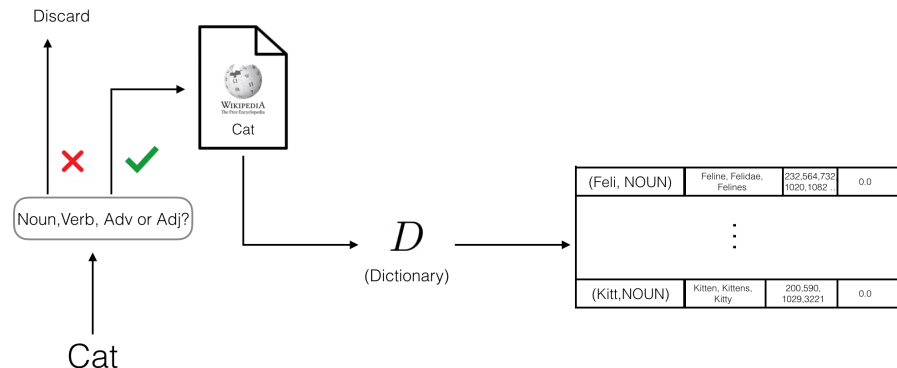 Discard
WIKIPEDIA
The Free Encyclopedia
Cat
Noun,Verb, Adv or Adj?
Cat
D
(Dictionary)
(Feli, NOUN)
Feline, Felidae,
Felines
232,564,732,
1020,1082 ..
0.0
⋮
(Kitt,NOUN)
Kitten, Kittens,
Kitty
200,590,
1029,3221
0.0